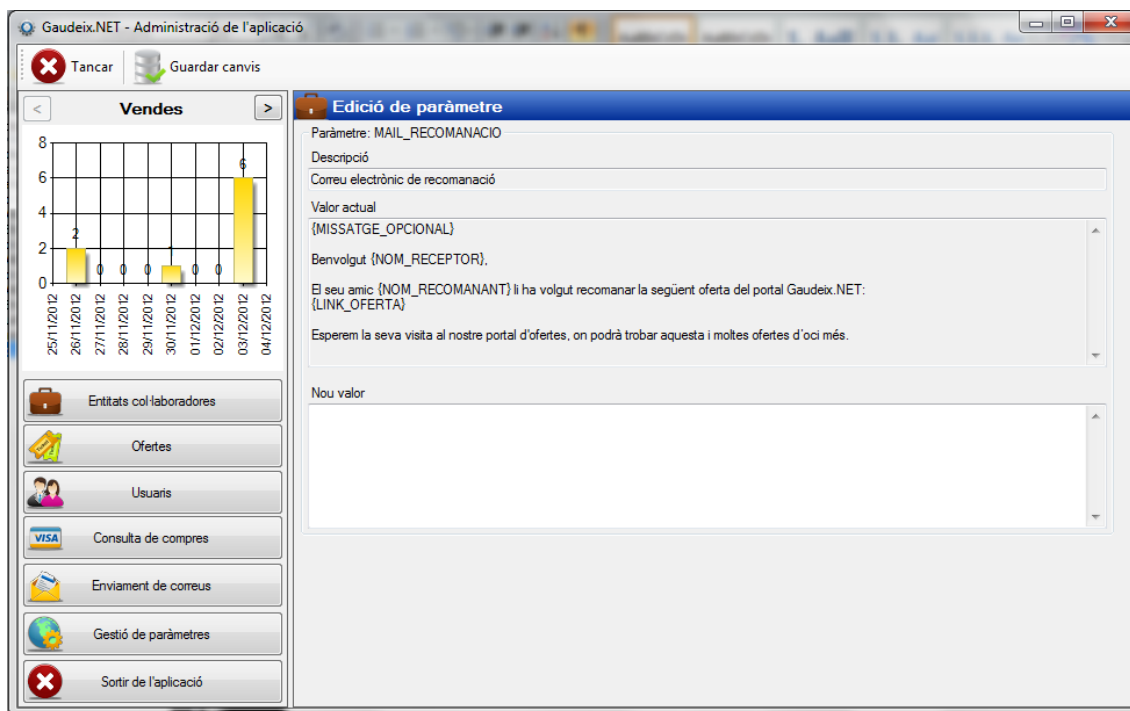 Gaudeix.NET - Administració de l'aplicació
Tancar
Guardar canvis
<
Vendes
>
8
6
4
2
0
2
0
0
0
1
0
0
6
25/11/2012
26/11/2012
27/11/2012
28/11/2012
29/11/2012
30/11/2012
01/12/2012
02/12/2012
03/12/2012
04/12/2012
Entitats col·laboradores
Ofertes
Usuaris
VISA
Consulta de compres
Enviament de correus
Gestió de paràmetres
Sortir de l'aplicació
Edició de paràmetre
Paràmetre: MAIL_RECOMANACIO
Descripció
Correu electrònic de recomanació
Valor actual
{MISSATGE_OPCIONAL}
Benvolgut {NOM_RECEPTOR},
El seu amic {NOM_RECOMANANT} li ha volgut recomanar la següent oferta del portal Gaudeix.NET:
{LINK_OFERTA}
Esperem la seva visita al nostre portal d'ofertes, on podrà trobar aquesta i moltes ofertes d´oci més.
Nou valor